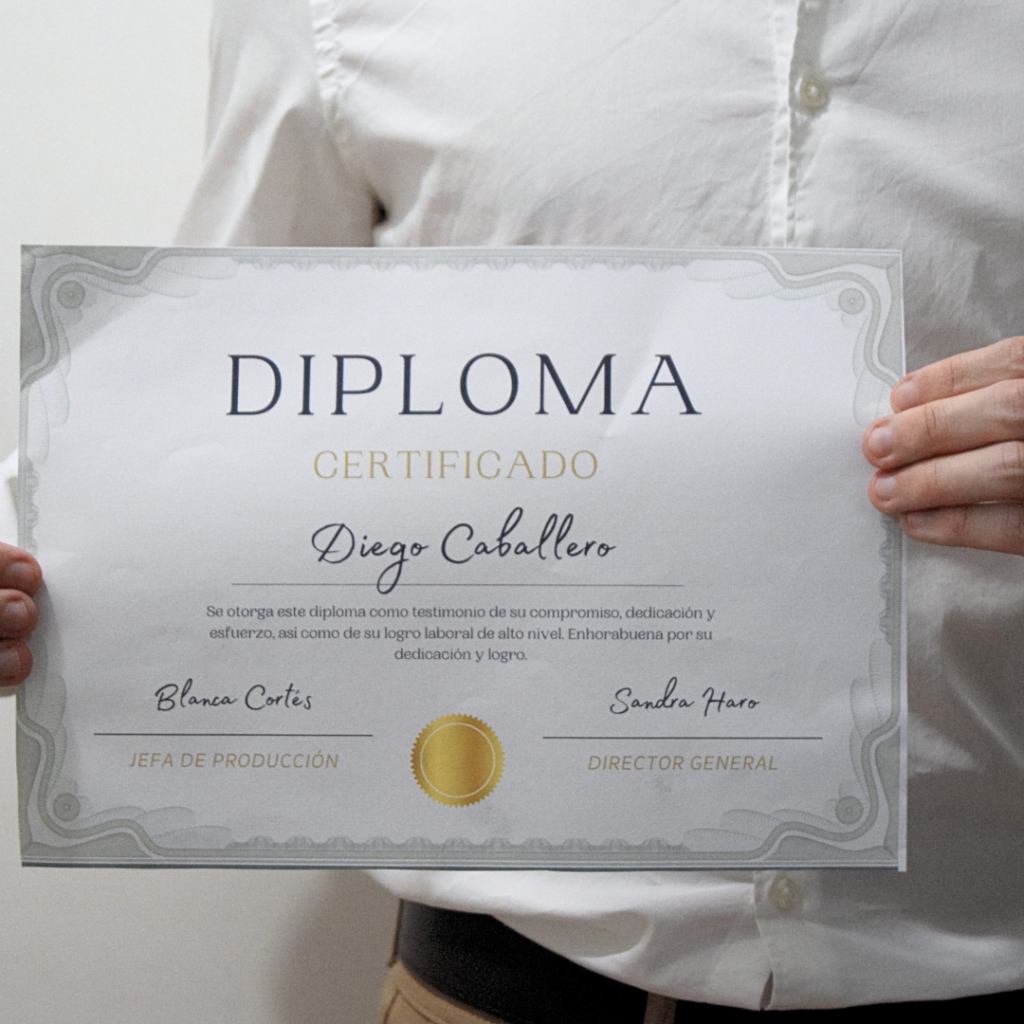 DIPLOMA
CERTIFICADO
Diego Caballero
Se otorga este diploma como testimonio de su compromiso, dedicación y
esfuerzo, así como de su logro laboral de alto nivel. Enhorabuena por su
dedicación y logro.
Blanca Cortés
Sandra Haro
JEFA DE PRODUCCIÓN
DIRECTOR GENERAL